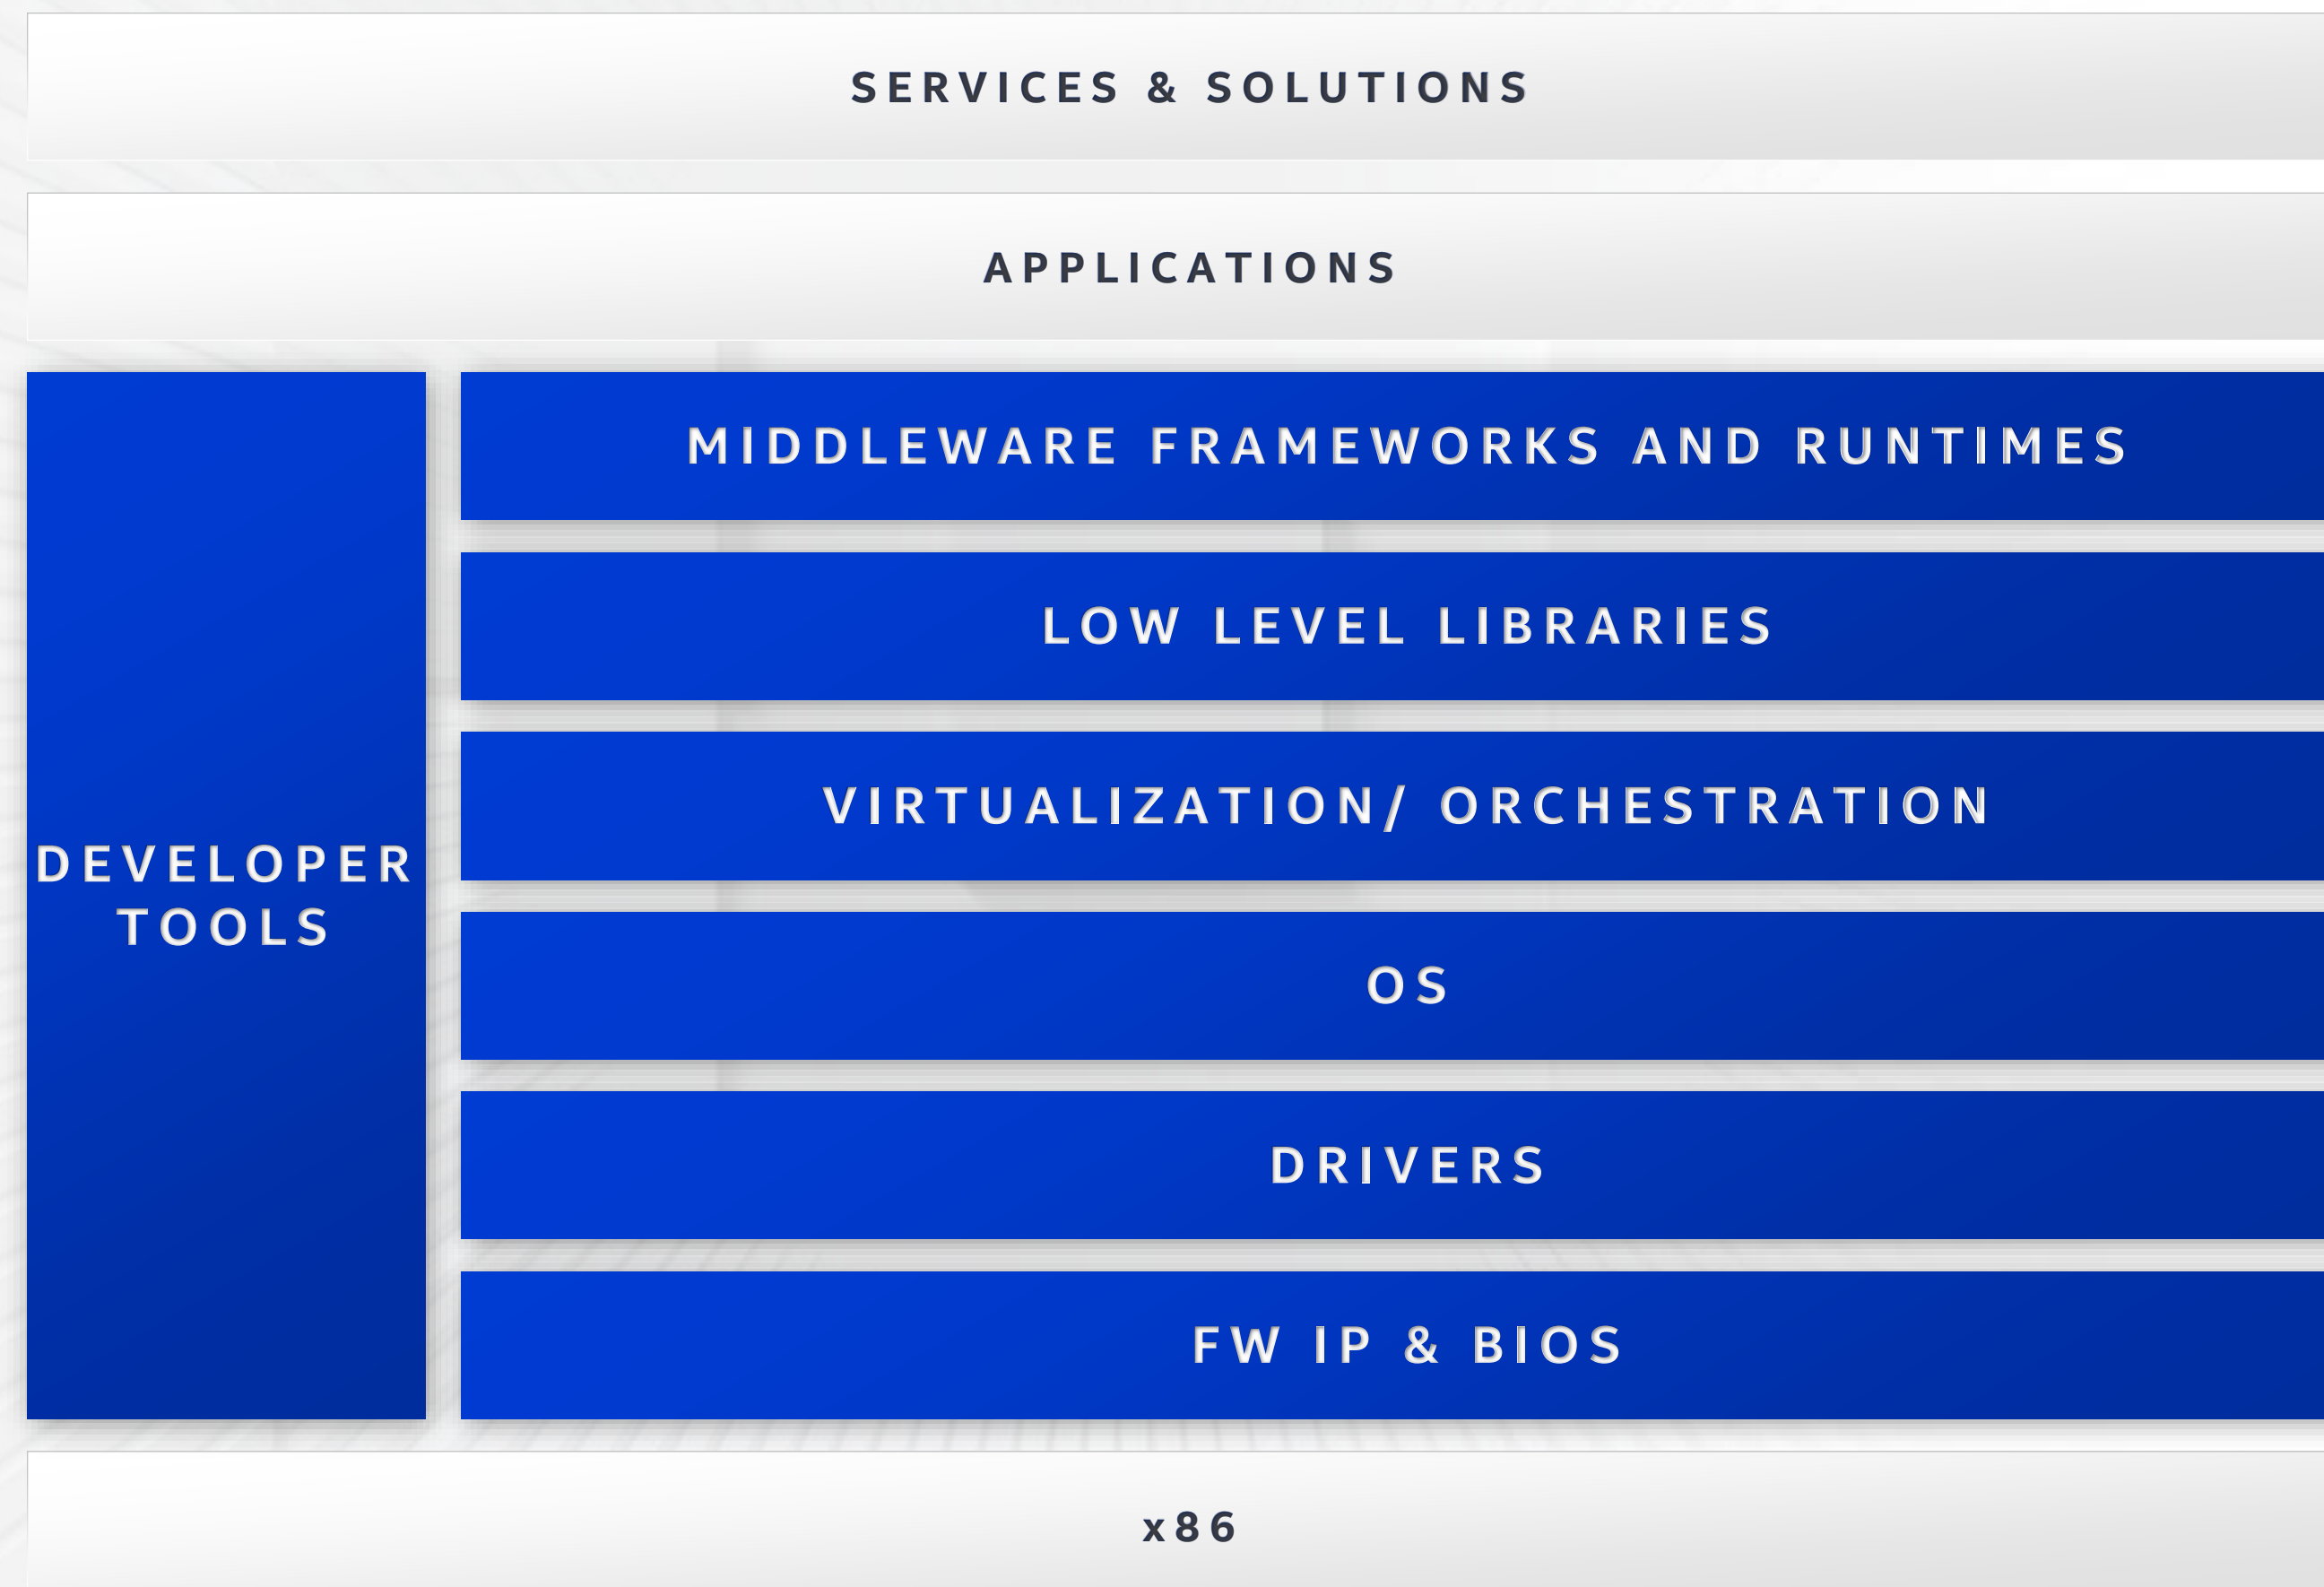 SERVICES & SOLUTIONS
APPLICATIONS
MIDDLEWARE FRAMEWORKS AND RUNTIMES
LOW LEVEL LIBRARIES
VIRTUALIZATION/ ORCHESTRATION
DEVELOPER
TOOLS
OS
DRIVERS
FW IP & BIOS
x86